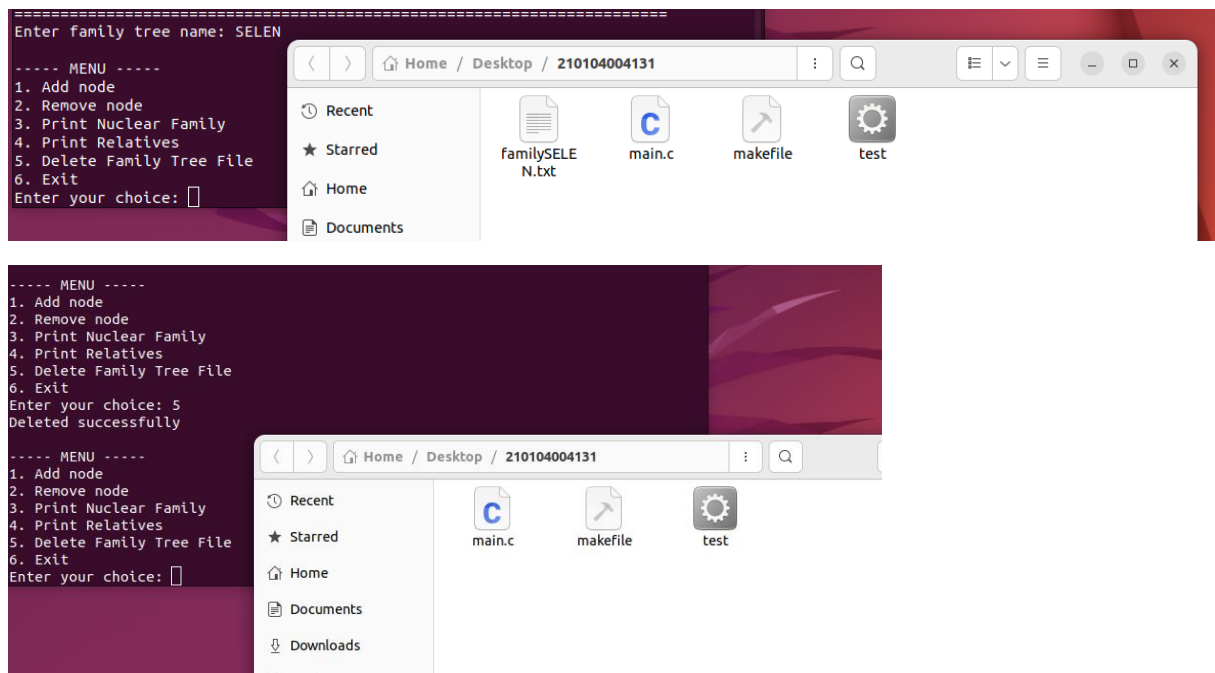 =====================================================================
Enter family tree name: SELEN
----- MENU -----
1. Add node
2. Remove node
3. Print Nuclear Family
4. Print Relatives
5. Delete Family Tree File
6. Exit
Enter your choice:
Home / Desktop / 210104004131
Recent
Starred
Home
Documents
familySELE
N.txt
main.c
makefile
test
----- MENU -----
1. Add node
2. Remove node
3. Print Nuclear Family
4. Print Relatives
5. Delete Family Tree File
6. Exit
Enter your choice: 5
Deleted successfully
----- MENU -----
1. Add node
2. Remove node
3. Print Nuclear Family
4. Print Relatives
5. Delete Family Tree File
6. Exit
Enter your choice:
Home / Desktop / 210104004131
Recent
Starred
Home
Documents
Downloads
main.c
makefile
test